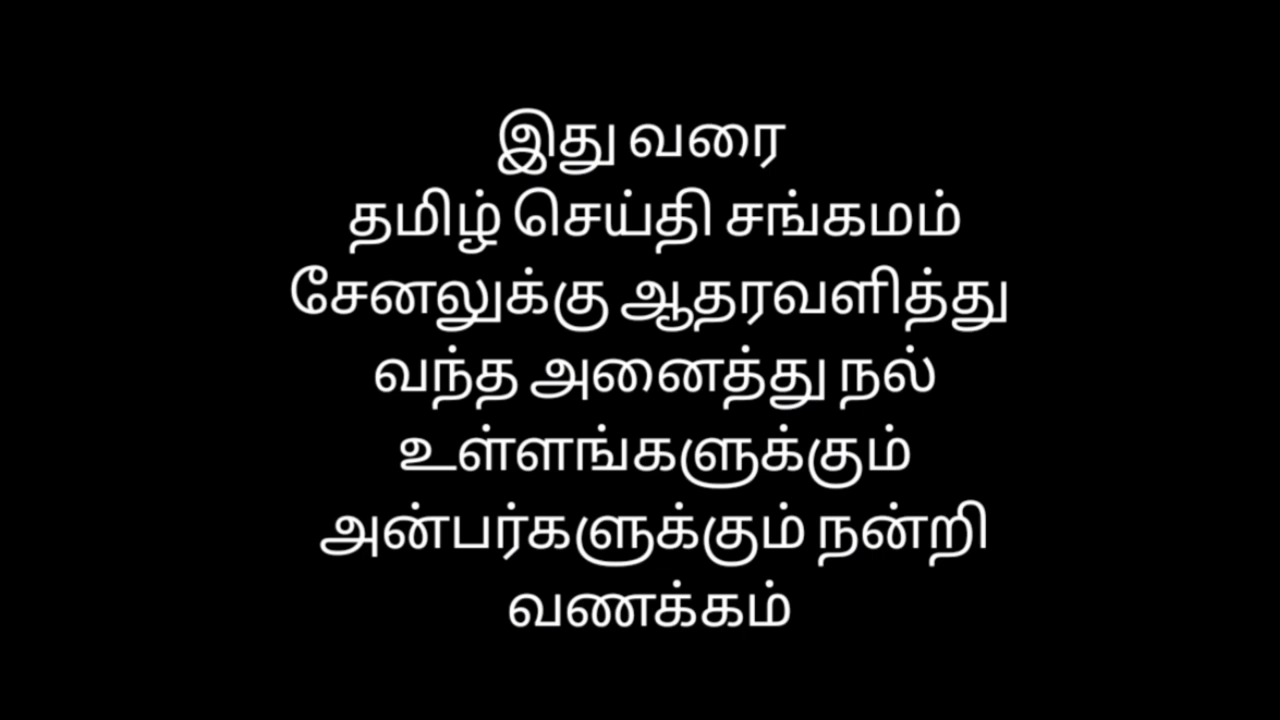 இது வரை
தமிழ் செய்தி சங்கமம்
சேனலுக்கு ஆதரவளித்து
வந்த அனைத்து நல்
உள்ளங்களுக்கும்
அன்பர்களுக்கும் நன்றி
வணக்கம்